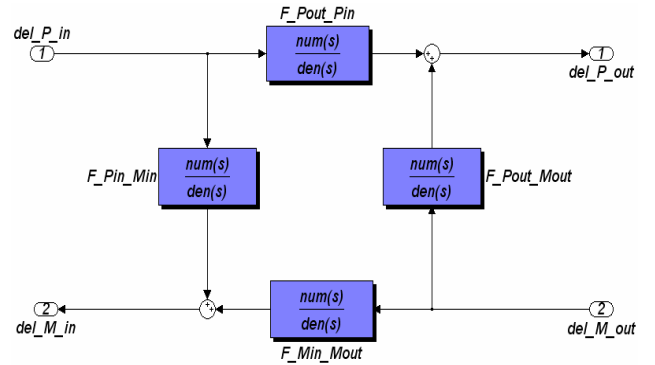 F_Pout_Pin
del_P_in
1
num(s)
den(s)
+
+
1
del_P_out
F_Pin_Min
num(s)
den(s)
num(s)
den(s)
F_Pout_Mout
2
del_M_in
+
+
num(s)
den(s)
2
del_M_out
F_Min_Mout